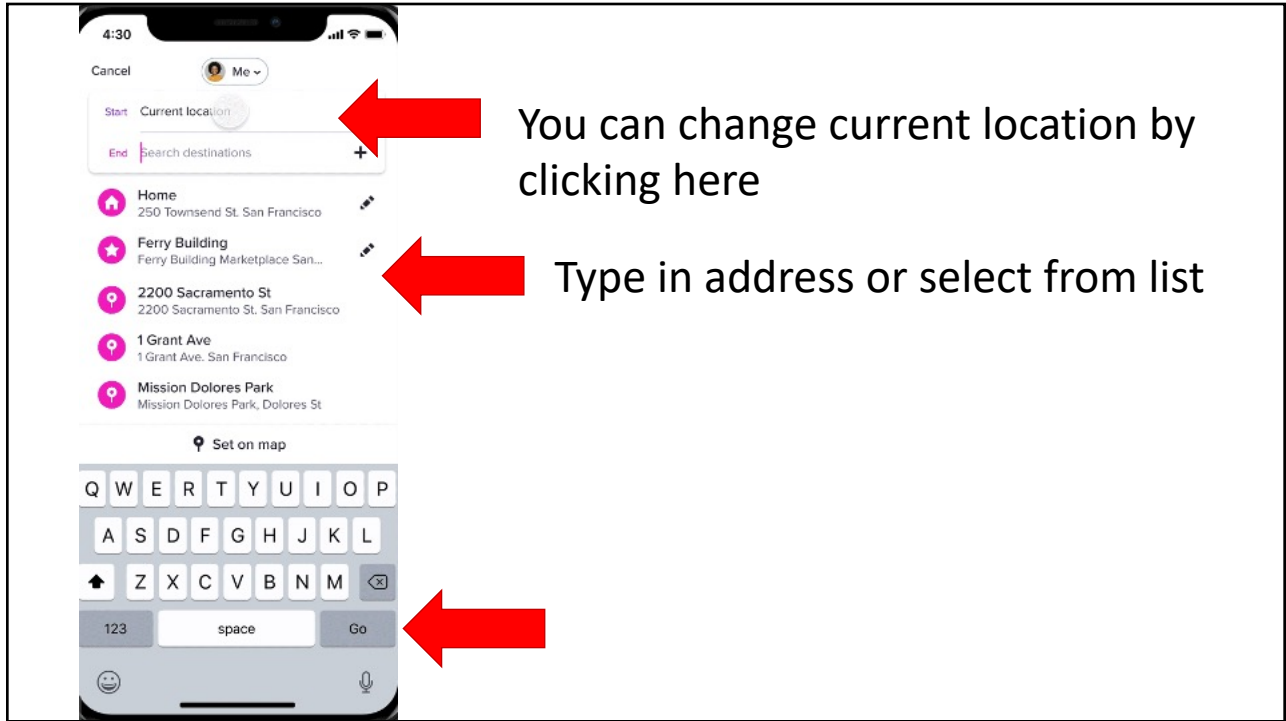 4:30
Cancel
Me
Start Current location
End Search destinations +
Home
250 Townsend St. San Francisco
Ferry Building
Ferry Building Marketplace San...
2200 Sacramento St
2200 Sacramento St. San Francisco
1 Grant Ave
1 Grant Ave. San Francisco
Mission Dolores Park
Mission Dolores Park, Dolores St
Set on map
Q W E R T Y U I O P
A S D F G H J K L
Z X C V B N M
123 space Go
You can change current location by
clicking here
Type in address or select from list